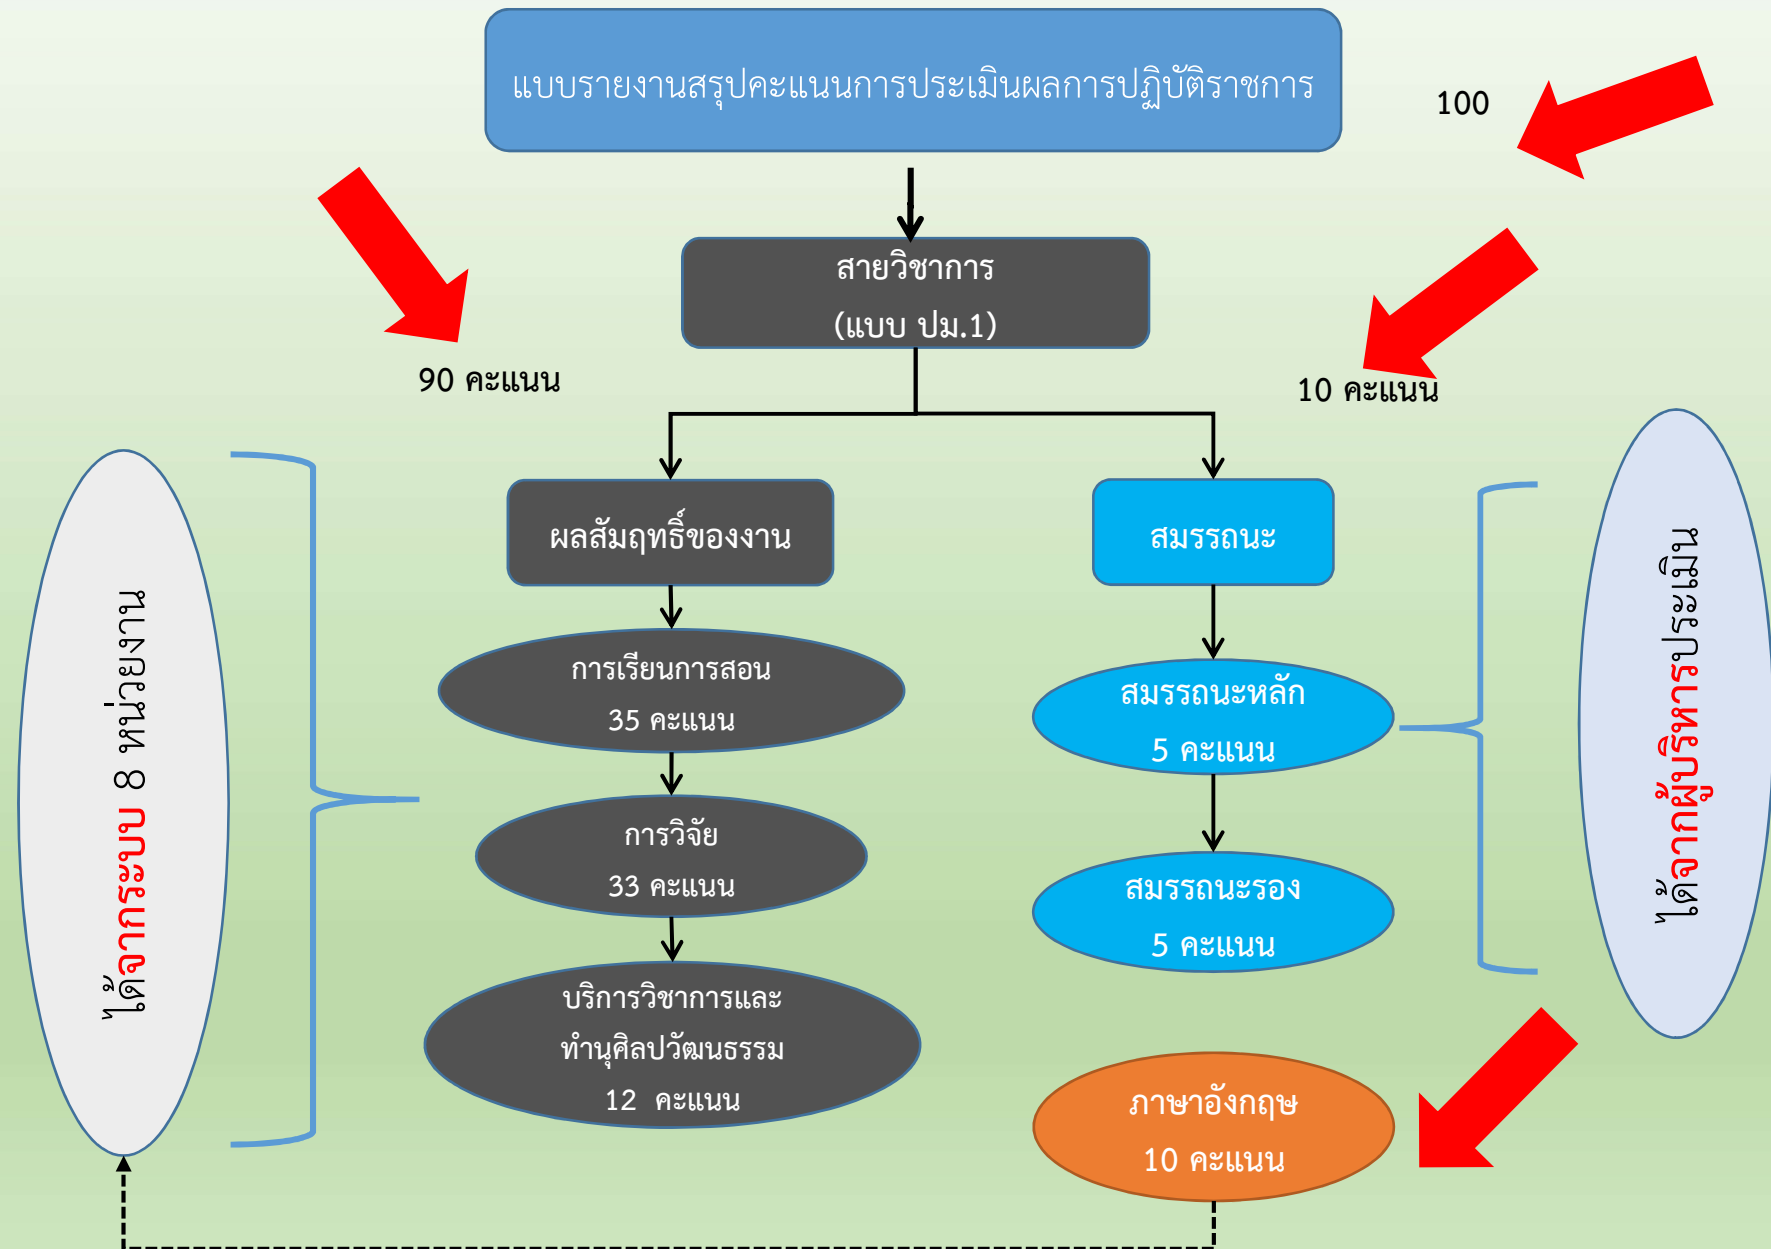 แบบรายงานสรุปคะแนนการประเมินผลการปฏิบัติราชการ
100
สายวิชาการ
(แบบ ปม.1)
90 คะแนน
10 คะแนน
ผลสัมฤทธิ์ของงาน
สมรรถนะ
การเรียนการสอน
35 คะแนน
สมรรถนะหลัก
5 คะแนน
การวิจัย
33 คะแนน
สมรรถนะรอง
5 คะแนน
บริการวิชาการและ
ทำนุศิลปวัฒนธรรม
12 คะแนน
ภาษาอังกฤษ
10 คะแนน
ได้จากระบบ 8 หน่วยงาน
ได้จากผู้บริหารประเมิน